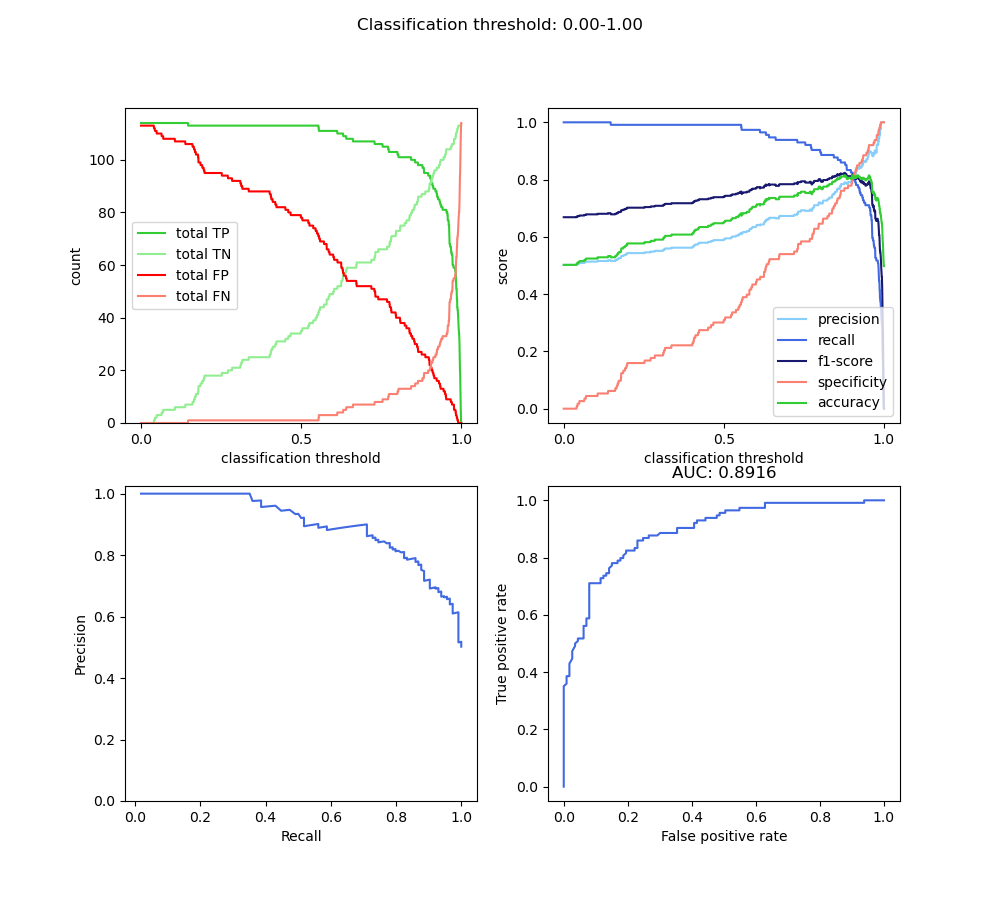 Classification threshold: 0.00-1.00
count
100
80
60
40
20
0
total TP
total TN
total FP
total FN
0.0 0.5 1.0
classification threshold
score
1.0
0.8
0.6
0.4
0.2
0.0
precision
recall
f1-score
specificity
accuracy
0.0 0.5 1.0
classification threshold
Precision
1.0
0.8
0.6
0.4
0.2
0.0
0.0 0.2 0.4 0.6 0.8 1.0
Recall
AUC: 0.8916
True positive rate
1.0
0.8
0.6
0.4
0.2
0.0
0.0 0.2 0.4 0.6 0.8 1.0
False positive rate